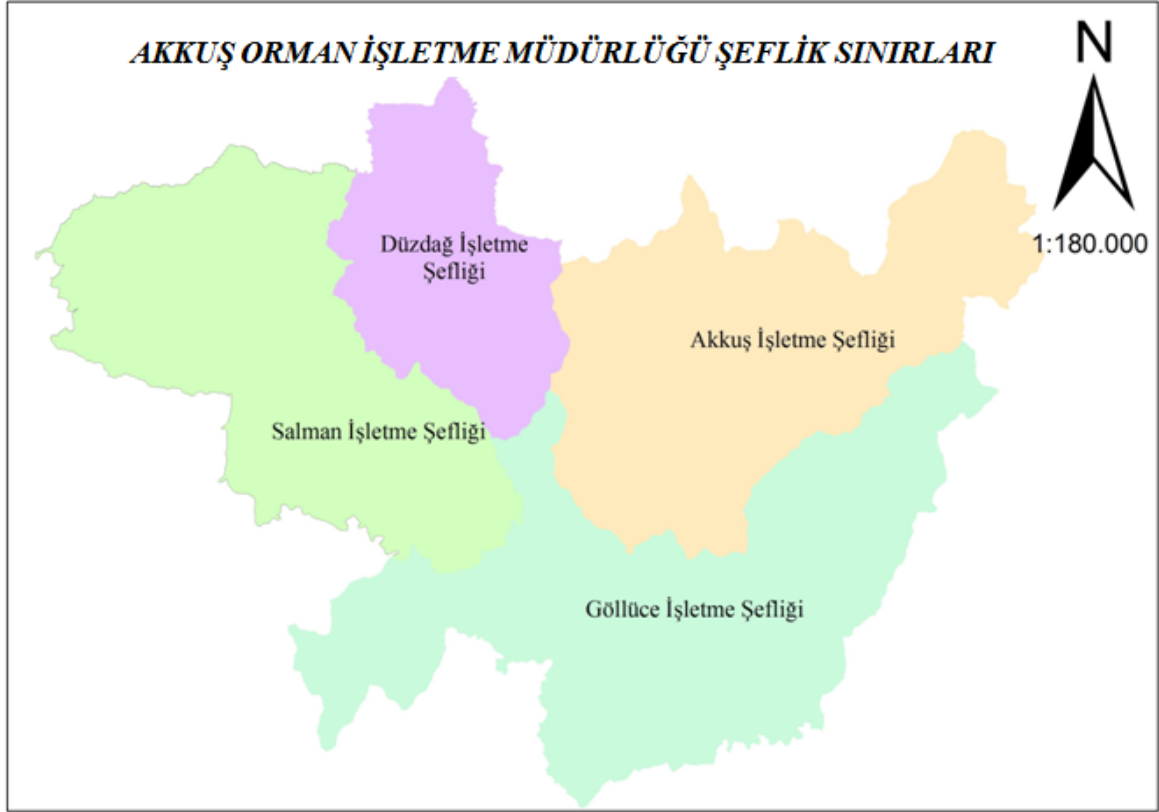 AKKUŞ ORMAN İŞLETME MÜDÜRLÜĞÜ ŞEFLİK SINIRLARI
N
1:180.000
Düzdağ İşletme
Şefliği
Akkuş İşletme Şefliği
Salman İşletme Şefliği
Göllüce İşletme Şefliği